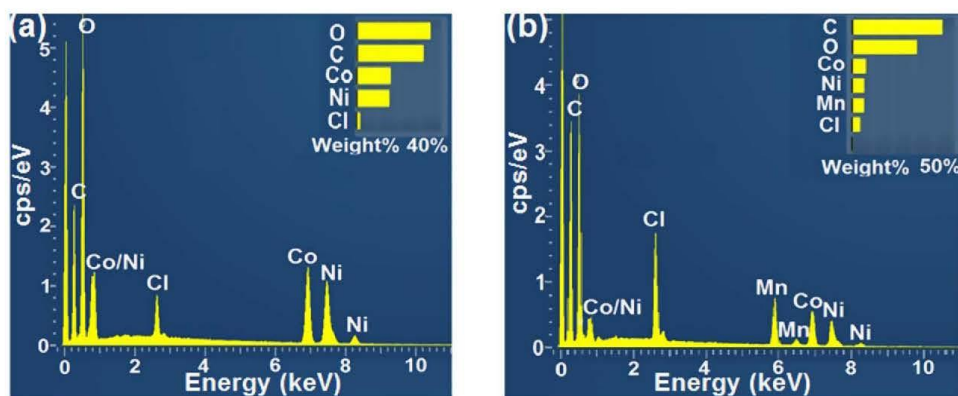 (a)
O
5
4
3
2
1
0
cps/eV
C
Co/Ni
Cl
Co
Ni
Ni
O
C
Co
Ni
Cl
Weight% 40%
0 2 4 6 8 10
Energy (keV)
(b)
4
3
2
1
0
cps/eV
O
C
Co/Ni
Cl
Mn
Mn
Co
Ni
Ni
C
O
Co
Ni
Mn
Cl
Weight% 50%
0 2 4 6 8 10
Energy (keV)